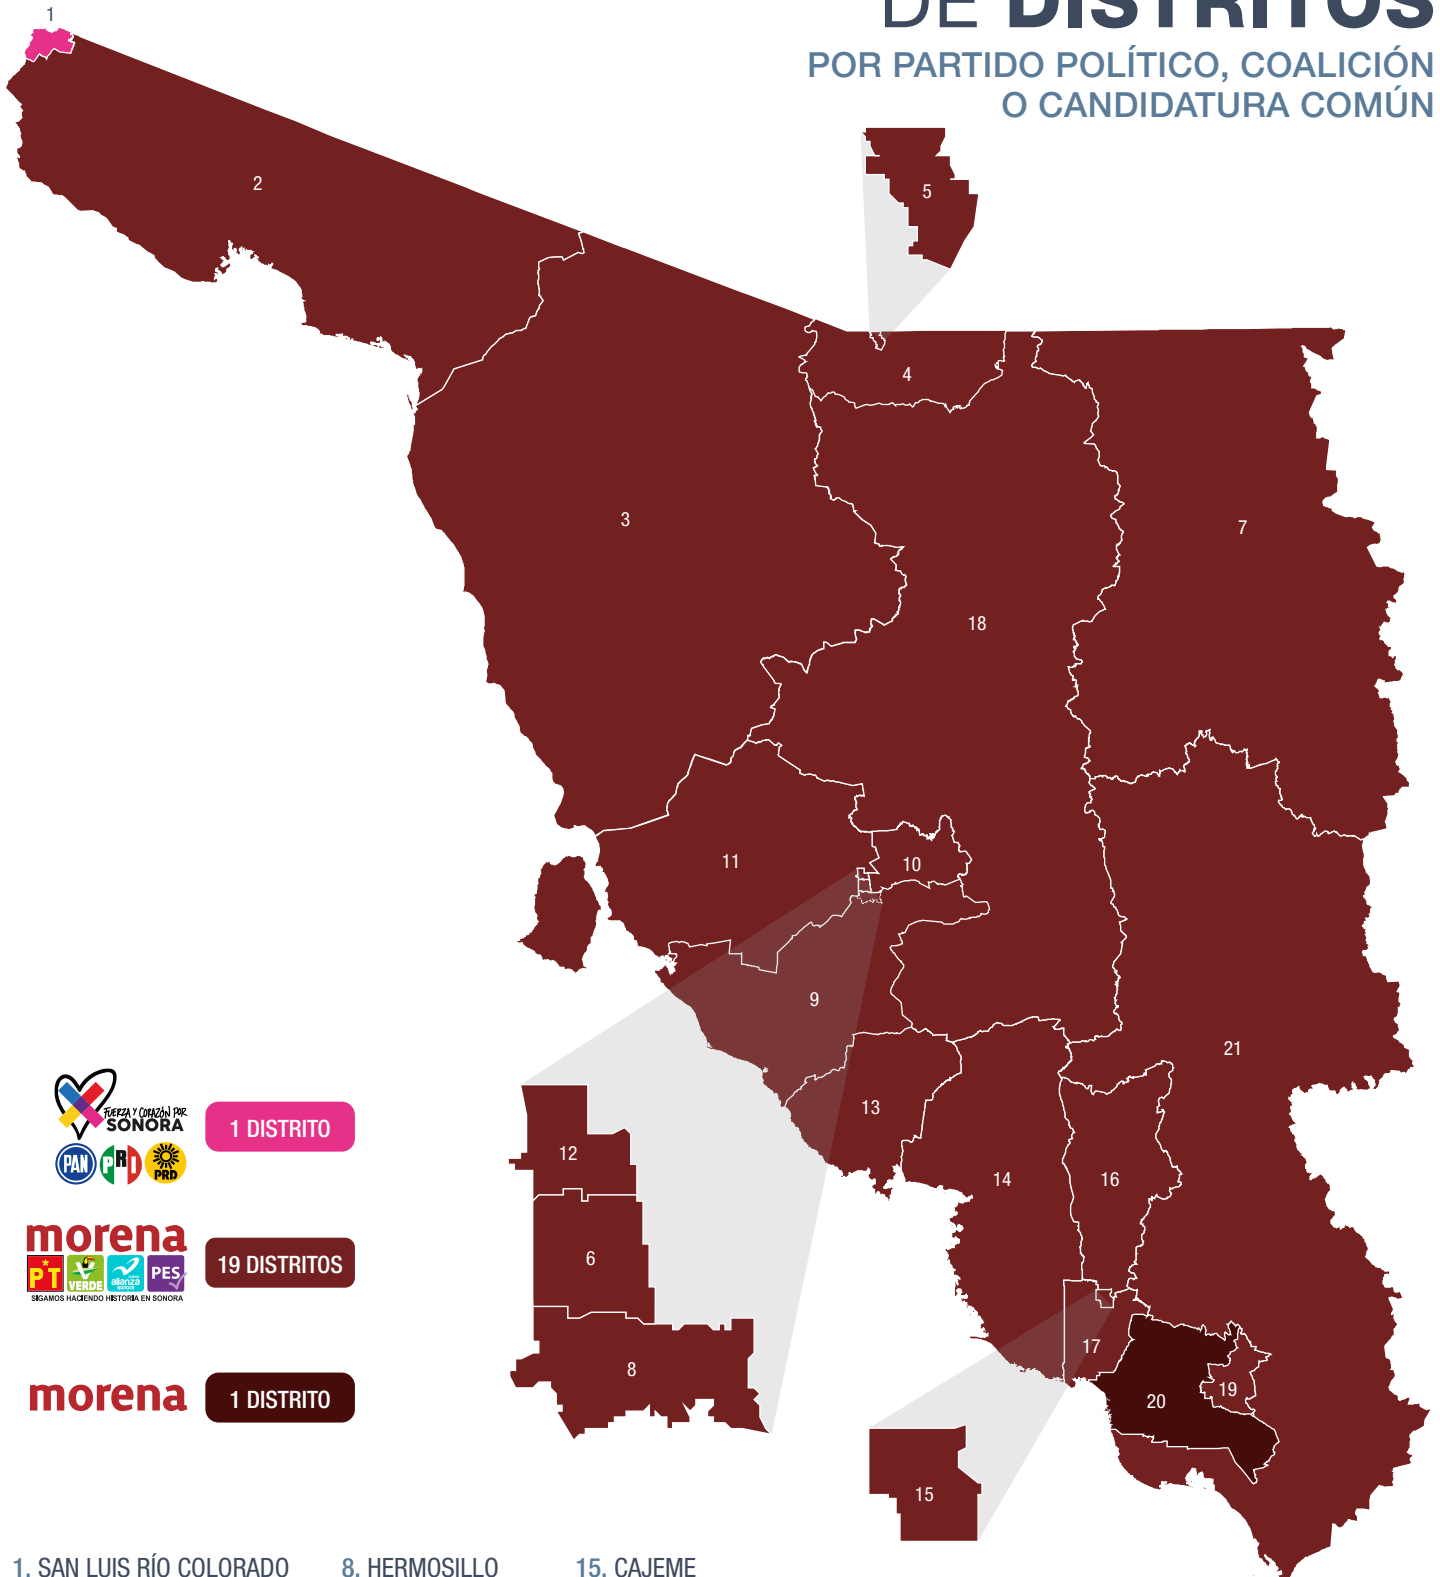 DE DISTRITOS
POR PARTIDO POLÍTICO, COALICIÓN
O CANDIDATURA COMÚN
1
2
5
4
3
7
18
11
10
9
21
13
12
14
16
6
17
8
19
20
15
FUERZA Y CORAZÓN POR
SONORA
PAN PRI PRD
1 DISTRITO
morena
PT VERDE nueva alianza sonora PES
SIGAMOS HACIENDO HISTORIA EN SONORA
19 DISTRITOS
morena
1 DISTRITO
1. SAN LUIS RÍO COLORADO
8. HERMOSILLO
15. CAJEME